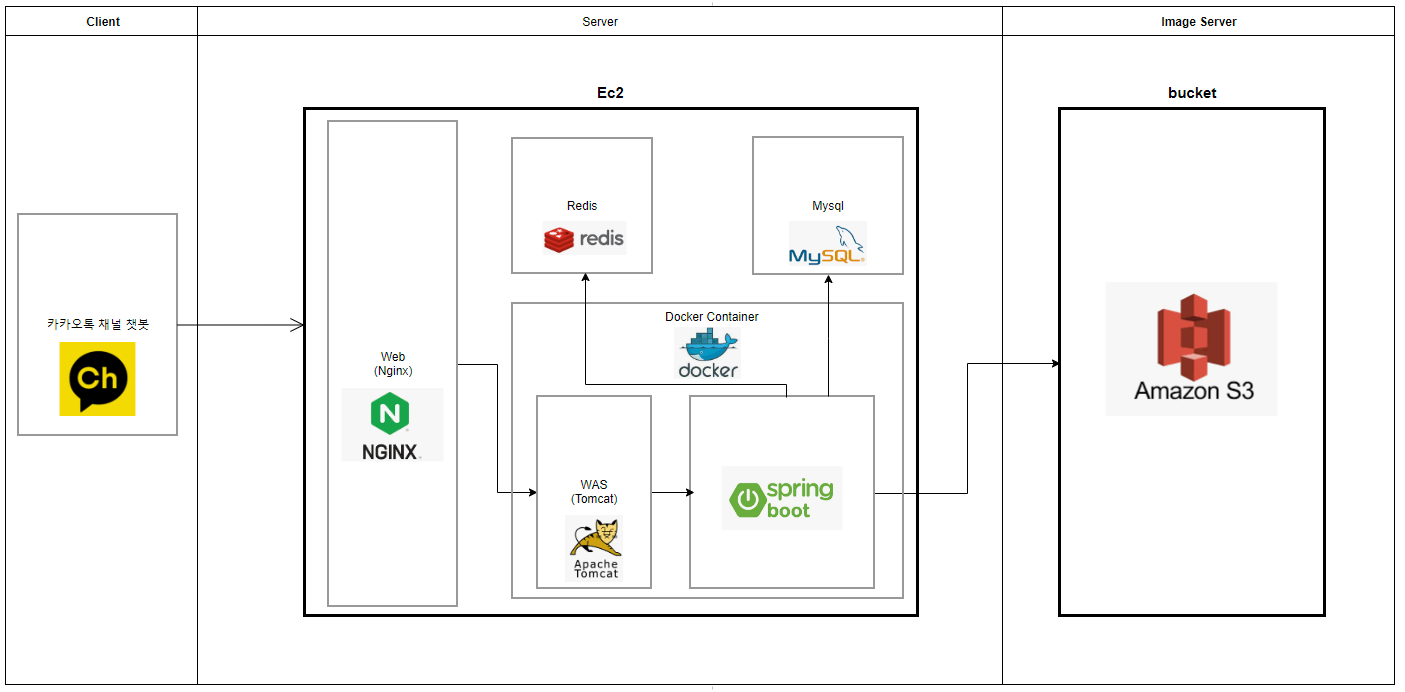 Client
Server
Image Server
Ec2
bucket
Redis
redis
Mysql
MySQL
카카오톡 채널 챗봇
Ch
Docker Container
docker
Web
(Nginx)
N
NGINX
WAS
(Tomcat)
Apache
Tomcat
spring
boot
Amazon S3